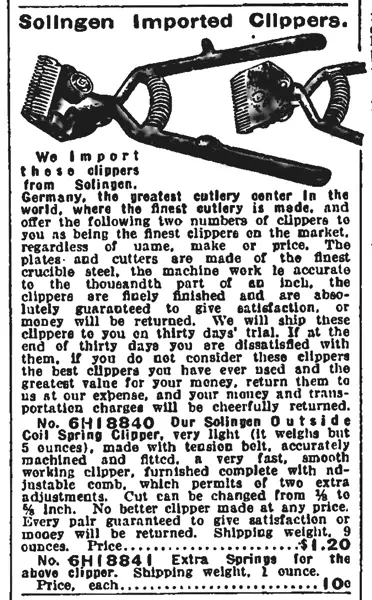 Solingen Imported Clippers.
We import
these clippers
from Solingen,
Germany, the greatest cutlery center in the
world, where the finest cutlery is made, and
offer the following two numbers of clippers to
you as being the finest clippers on the market,
regardless of name, make or price. The
plates and cutters are made of the finest
crucible steel, the machine work is accurate
to the thousandth part of an inch, the
clippers are finely finished and are abso-
lutely guaranteed to give satisfaction, or
money will be returned. We will ship these
clippers to you on thirty days' trial. If at the
end of thirty days you are dissatisfied with
them, if you do not consider these clippers
the best clippers you have ever used and the
greatest value for your money, return them to
us at our expense, and your money and trans-
portation charges will be cheerfully returned.
No. 6H18840 Our Solingen Outside
Coil Spring Clipper, very light (it weighs but
5 ounces), made with tension belt, accurately
machined and fitted, a very fast, smooth
working clipper, furnished complete with ad-
justable comb, which permits of two extra
adjustments. Cut can be changed from ⅛ to
⅜ inch. No better clipper made at any price.
Every pair guaranteed to give satisfaction or
money will be returned. Shipping weight, 9
ounces. Price....................$1.20
No. 6H18841 Extra Springs for the
above clipper. Shipping weight, 1 ounce.
Price, each..........................10c